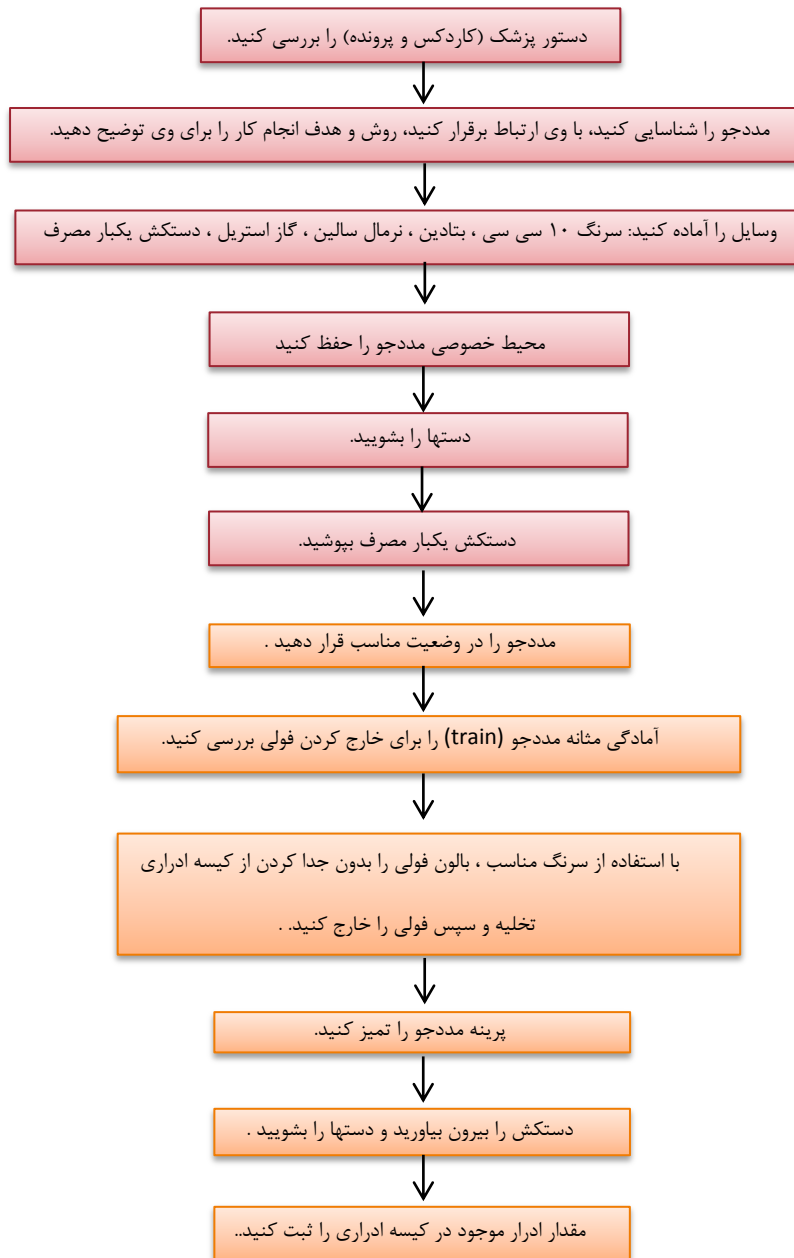 دستور پزشک (کاردکس و پرونده) را بررسی کنید.
مددجو را شناسایی کنید، با وی ارتباط برقرار کنید، روش و هدف انجام کار را برای وی توضیح دهید.
وسایل را آماده کنید: سرنگ ۱۰ سی سی ، بتادین ، نرمال سالین ، گاز استریل ، دستکش یکبار مصرف
محیط خصوصی مددجو را حفظ کنید
دستها را بشویید.
دستکش یکبار مصرف بپوشید.
مددجو را در وضعیت مناسب قرار دهید .
آمادگی مثانه مددجو (train) را برای خارج کردن فولی بررسی کنید.
با استفاده از سرنگ مناسب ، بالون فولی را بدون جدا کردن از کیسه ادراری
تخلیه و سپس فولی را خارج کنید. .
پرینه مددجو را تمیز کنید.
دستکش را بیرون بیاورید و دستها را بشویید .
مقدار ادرار موجود در کیسه ادراری را ثبت کنید..